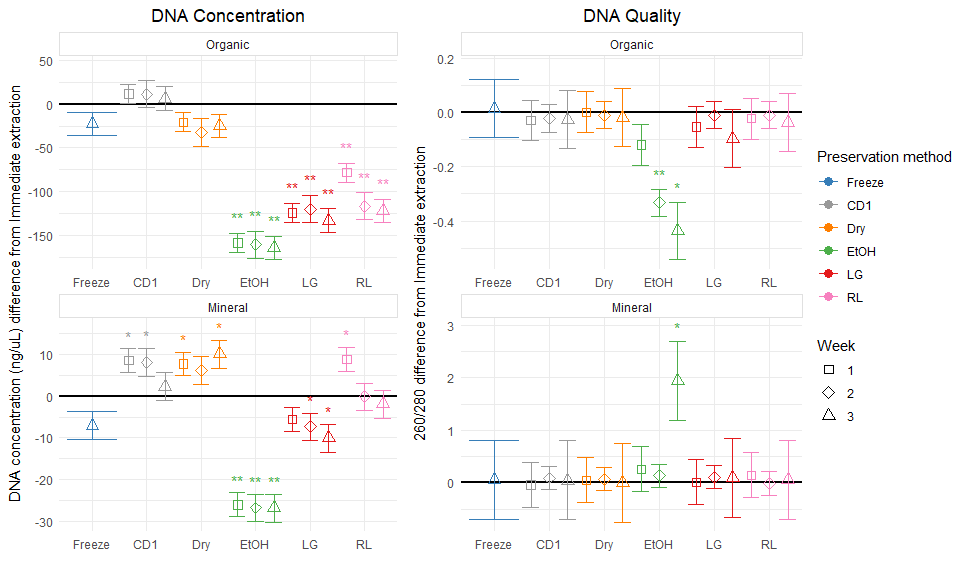 DNA Concentration
DNA Quality
Organic
Organic
50
0
-50
-100
-150
** ** ** ** ** ** ** ** **
Freeze CD1 Dry EtOH LG RL
0.2
0.0
-0.2
-0.4
** *
Freeze CD1 Dry EtOH LG RL
Mineral
Mineral
10
0
-10
-20
-30
* * * * ** ** ** * * *
Freeze CD1 Dry EtOH LG RL
3
2
1
0
*
Freeze CD1 Dry EtOH LG RL
DNA concentration (ng/uL) difference from Immediate extraction
260/280 difference from Immediate extraction
Preservation method
Freeze
CD1
Dry
EtOH
LG
RL
Week
1
2
3